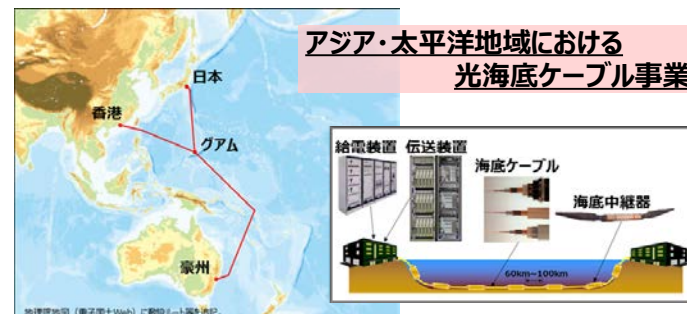 アジア・太平洋地域における
光海底ケーブル事業
日本
香港
グアム
豪州
給電装置
伝送装置
海底ケーブル
海底中継器
60km~100km